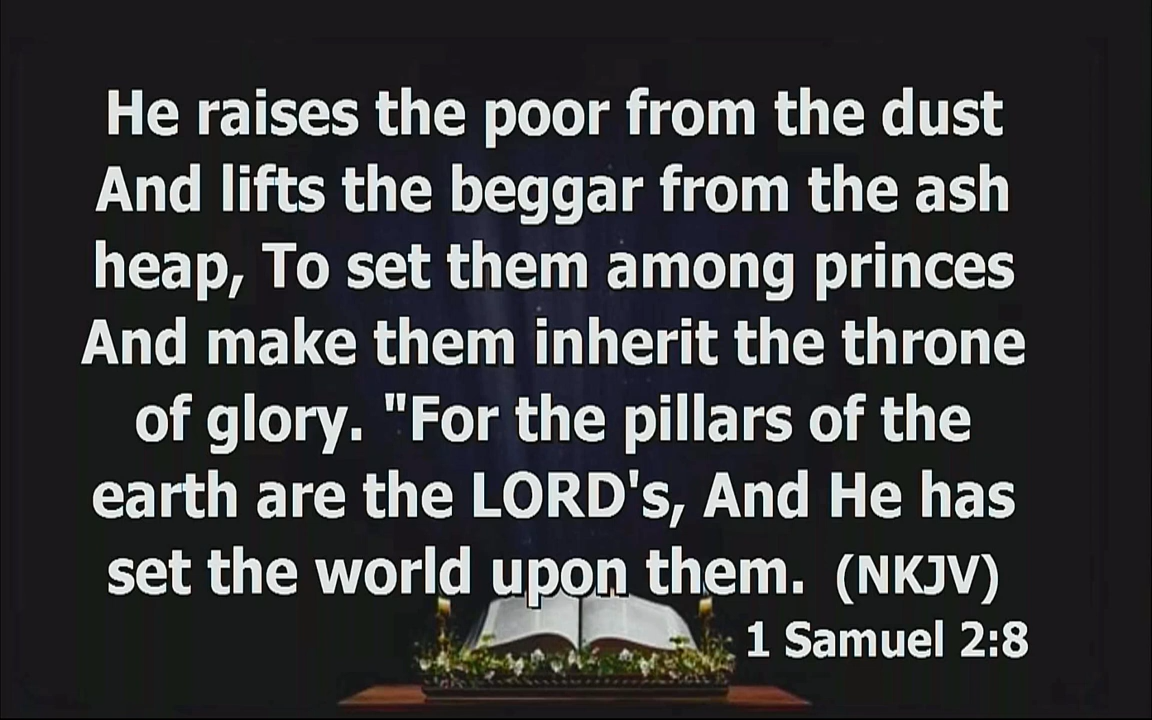 He raises the poor from the dust
And lifts the beggar from the ash
heap, To set them among princes
And make them inherit the throne
of glory. "For the pillars of the
earth are the LORD's, And He has
set the world upon them. (NKJV)
1 Samuel 2:8